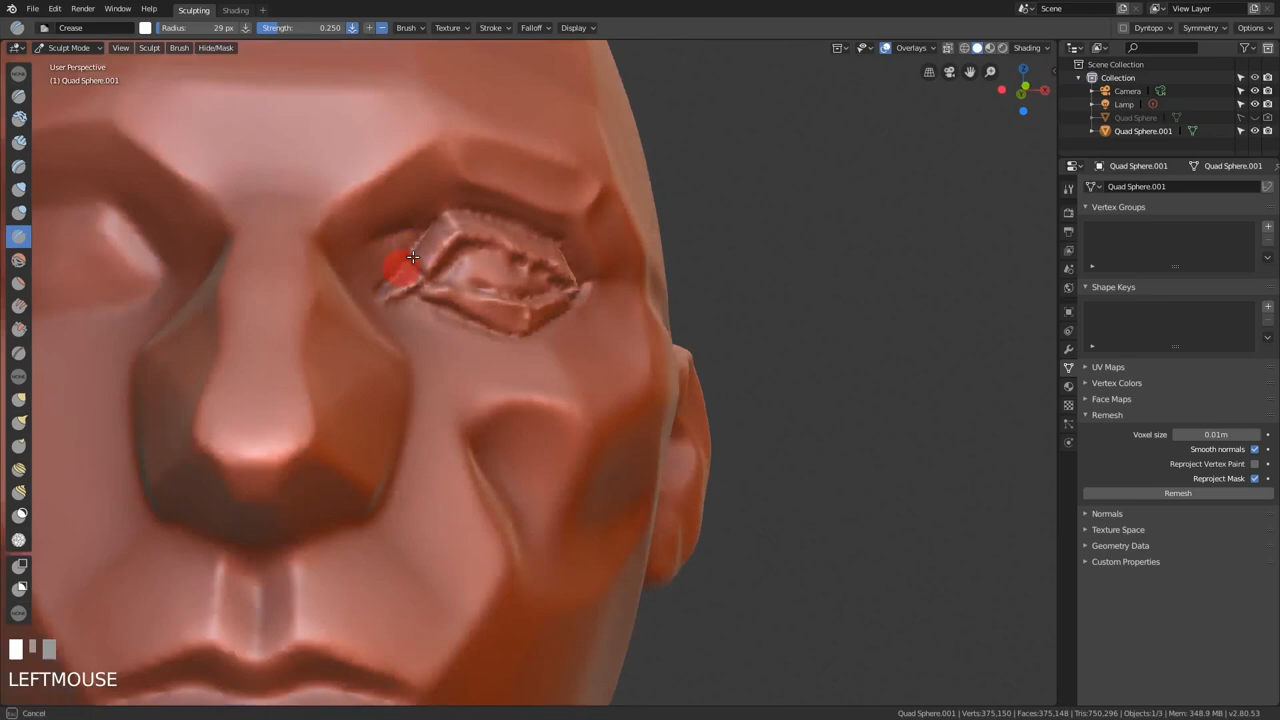 File Edit Render Window Help Sculpting Shading + Scene View Layer
Crease Radius: 29 px Strength: 0.250 + − Brush Texture Stroke Falloff Display Dyntopo Symmetry Options
Sculpt Mode View Sculpt Brush Hide/Mask Overlays Shading
User Perspective
(1) Quad Sphere.001
Z
X
Y
Scene Collection
Collection
Camera
Lamp
Quad Sphere
Quad Sphere.001
Quad Sphere.001 Quad Sphere.001
Quad Sphere.001
Vertex Groups
Shape Keys
UV Maps
Vertex Colors
Face Maps
Remesh
Voxel size 0.01m
Smooth normals
Reproject Vertex Paint
Reproject Mask
Remesh
Normals
Texture Space
Geometry Data
Custom Properties
NONE
NONE
NONE
LEFTMOUSE
Cancel
Quad Sphere.001 | Verts:375,150 | Faces:375,148 | Tris:750,296 | Objects:1/3 | Mem: 348.9 MB | v2.80.53